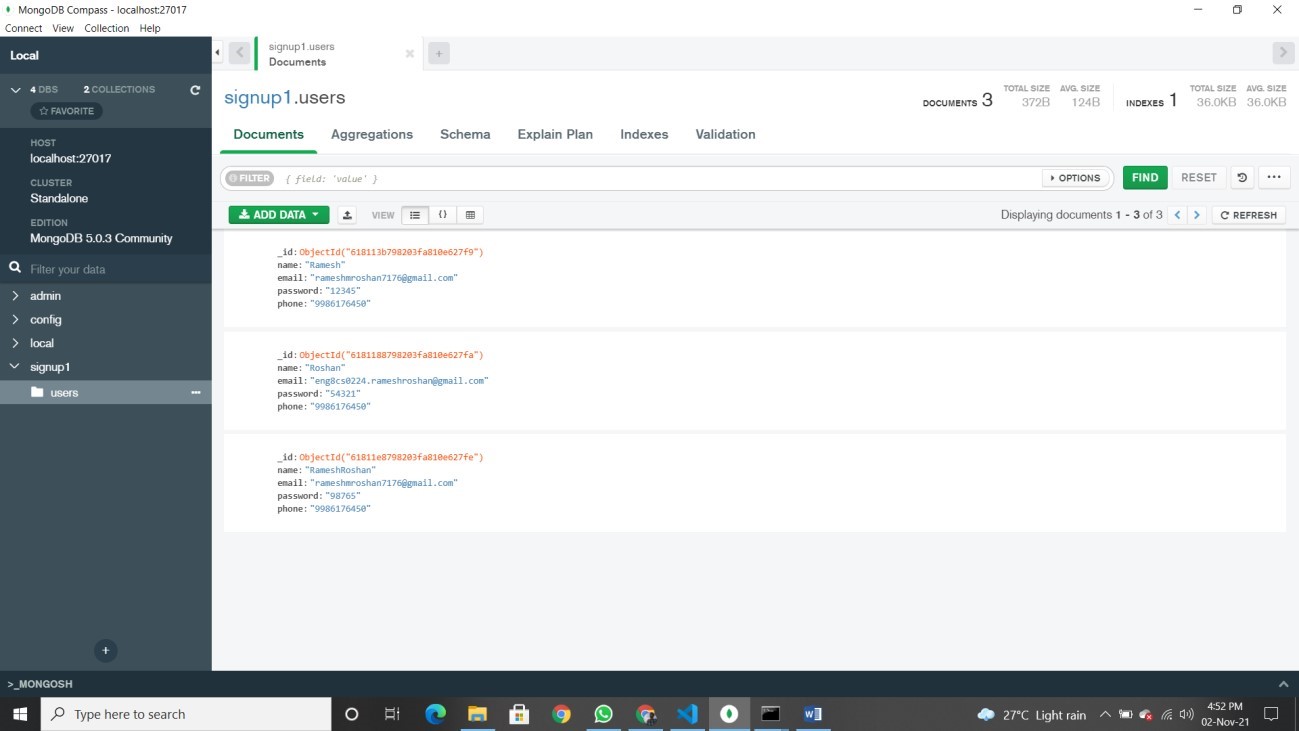 MongoDB Compass - localhost:27017
Connect View Collection Help
Local
4 DBS 2 COLLECTIONS
FAVORITE
HOST
localhost:27017
CLUSTER
Standalone
EDITION
MongoDB 5.0.3 Community
Filter your data
admin
config
local
signup1
users
signup1.users
Documents
signup1.users
DOCUMENTS 3 TOTAL SIZE 372B AVG. SIZE 124B INDEXES 1 TOTAL SIZE 36.0KB AVG. SIZE 36.0KB
Documents Aggregations Schema Explain Plan Indexes Validation
FILTER { field: 'value' } OPTIONS FIND RESET
ADD DATA VIEW {} Displaying documents 1 - 3 of 3 REFRESH
_id: ObjectId("618113b798203fa810e627f9")
name: "Ramesh"
email: "rameshmroshan7176@gmail.com"
password: "12345"
phone: "9986176450"
_id: ObjectId("6181188798203fa810e627fa")
name: "Roshan"
email: "eng8cs0224.rameshroshan@gmail.com"
password: "54321"
phone: "9986176450"
_id: ObjectId("61811e8798203fa810e627fe")
name: "RameshRoshan"
email: "rameshmroshan7176@gmail.com"
password: "98765"
phone: "9986176450"
>_MONGOSH
Type here to search
27°C Light rain
4:52 PM
02-Nov-21